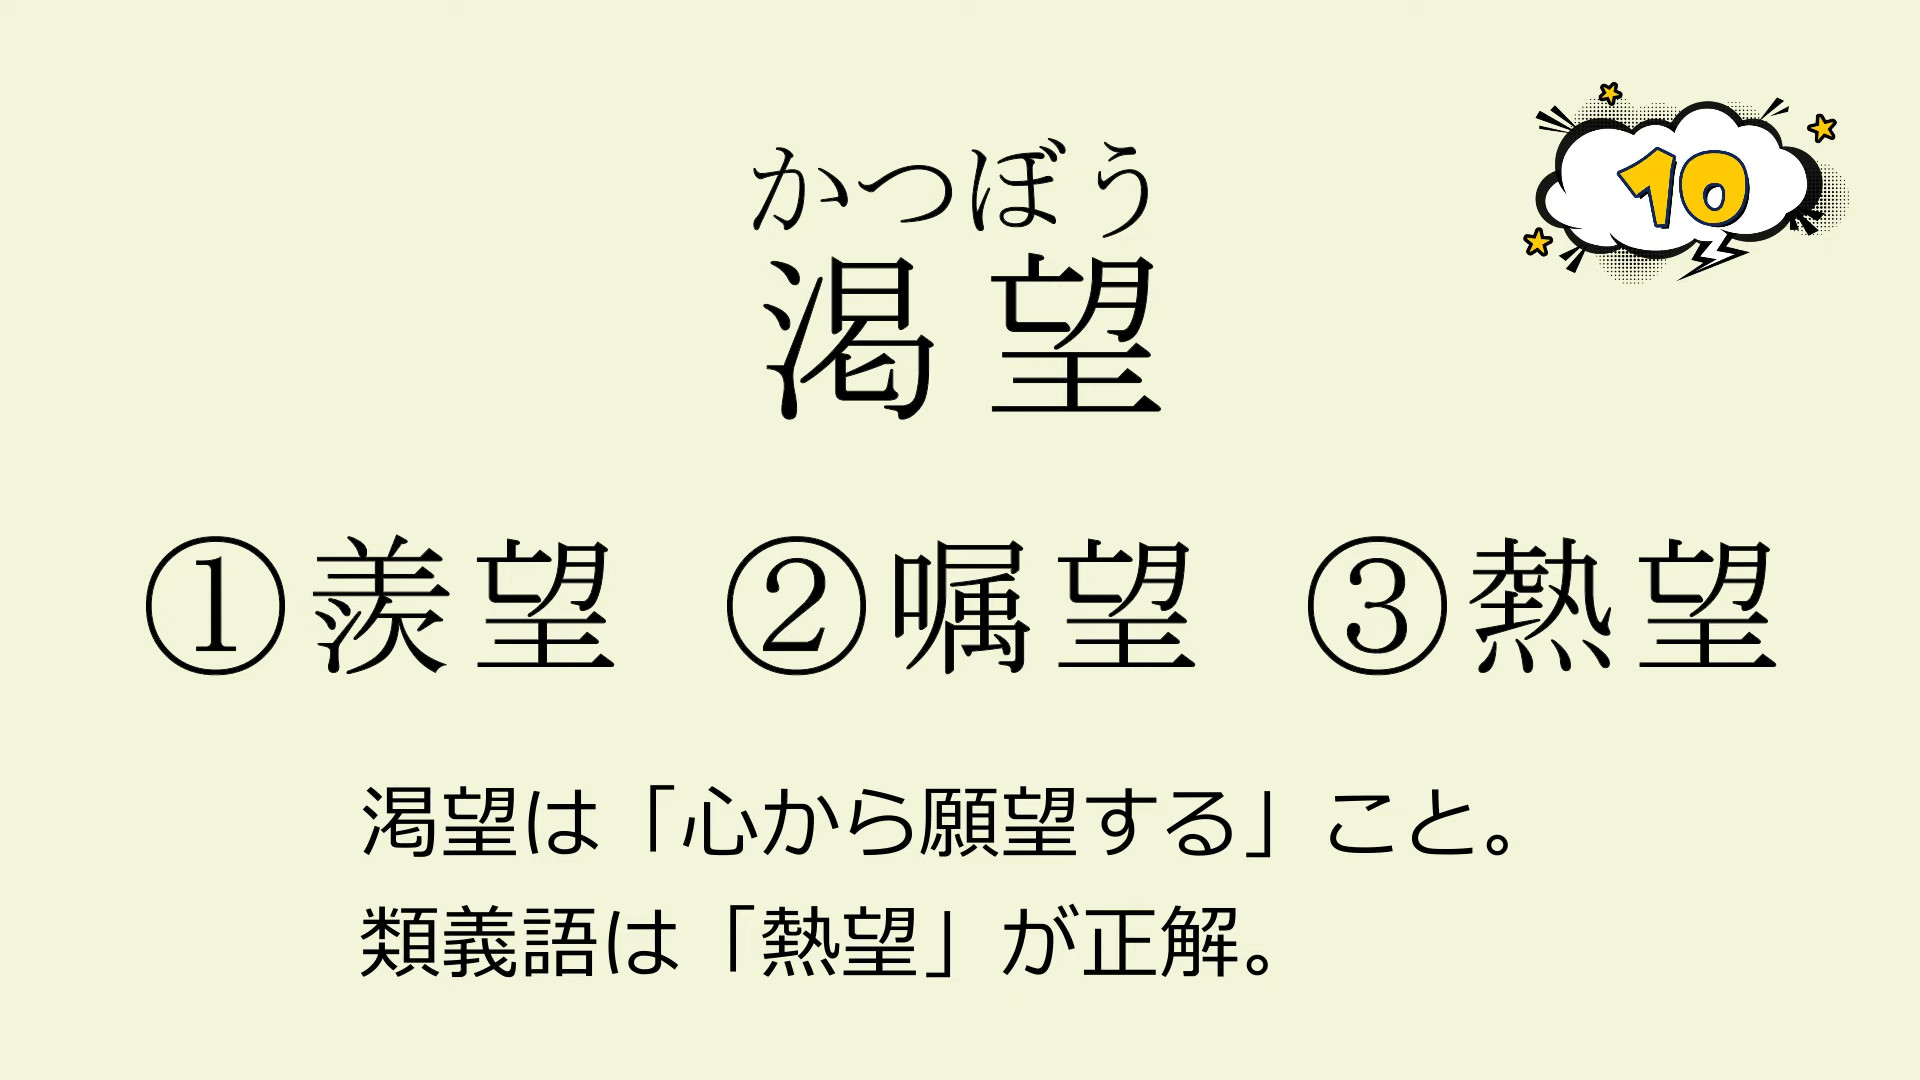 10
かつぼう
渇望
①羨望 ②嘱望 ③熱望
渇望は「心から願望する」こと。
類義語は「熱望」が正解。